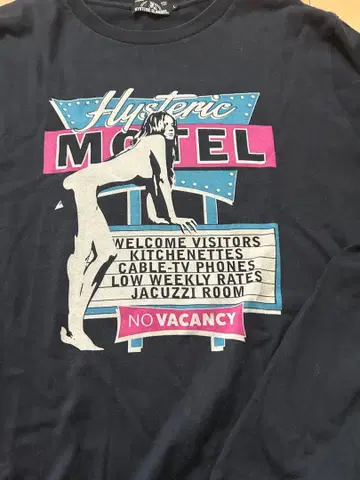 Hysteric
MOTEL
WELCOME VISITORS
KITCHENETTES
CABLE-TV PHONES
LOW WEEKLY RATES
JACUZZI ROOM
NO VACANCY